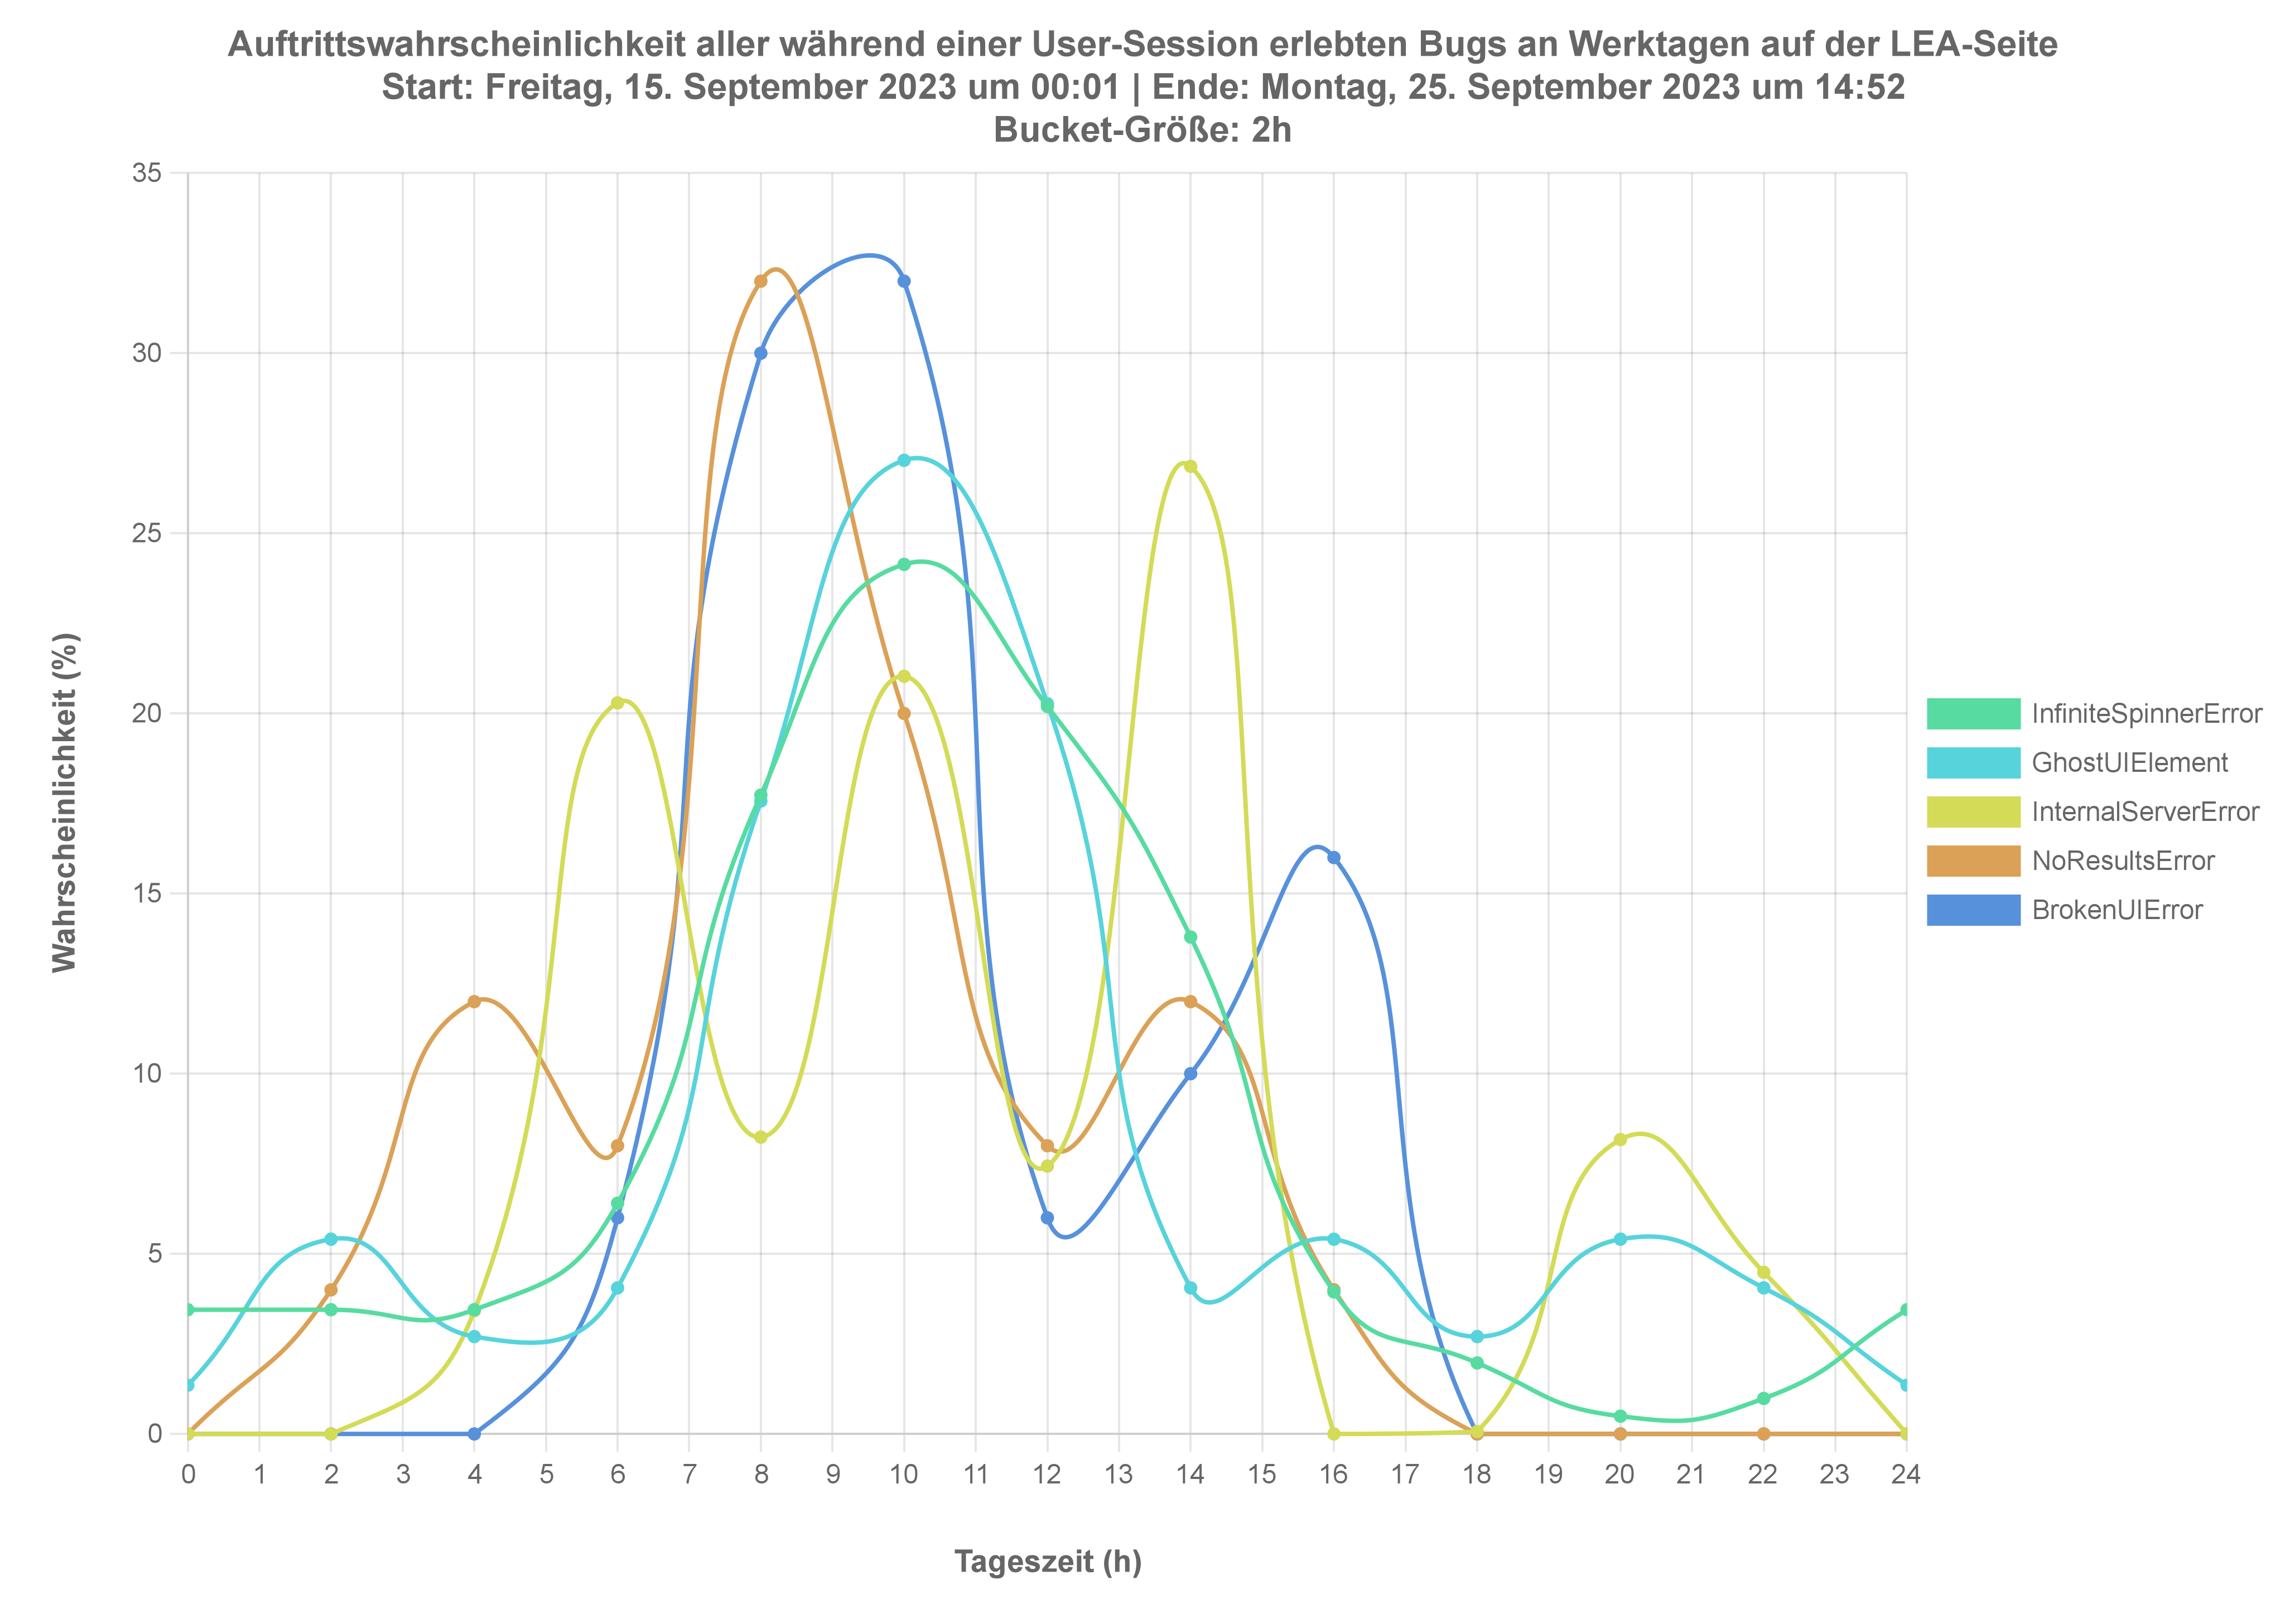 Auftrittswahrscheinlichkeit aller während einer User-Session erlebten Bugs an Werktagen auf der LEA-Seite
Start: Freitag, 15. September 2023 um 00:01 | Ende: Montag, 25. September 2023 um 14:52
Bucket-Größe: 2h
Wahrscheinlichkeit (%)
35
30
25
20
15
10
5
0
0 1 2 3 4 5 6 7 8 9 10 11 12 13 14 15 16 17 18 19 20 21 22 23 24
Tageszeit (h)
InfiniteSpinnerError
GhostUIElement
InternalServerError
NoResultsError
BrokenUIError